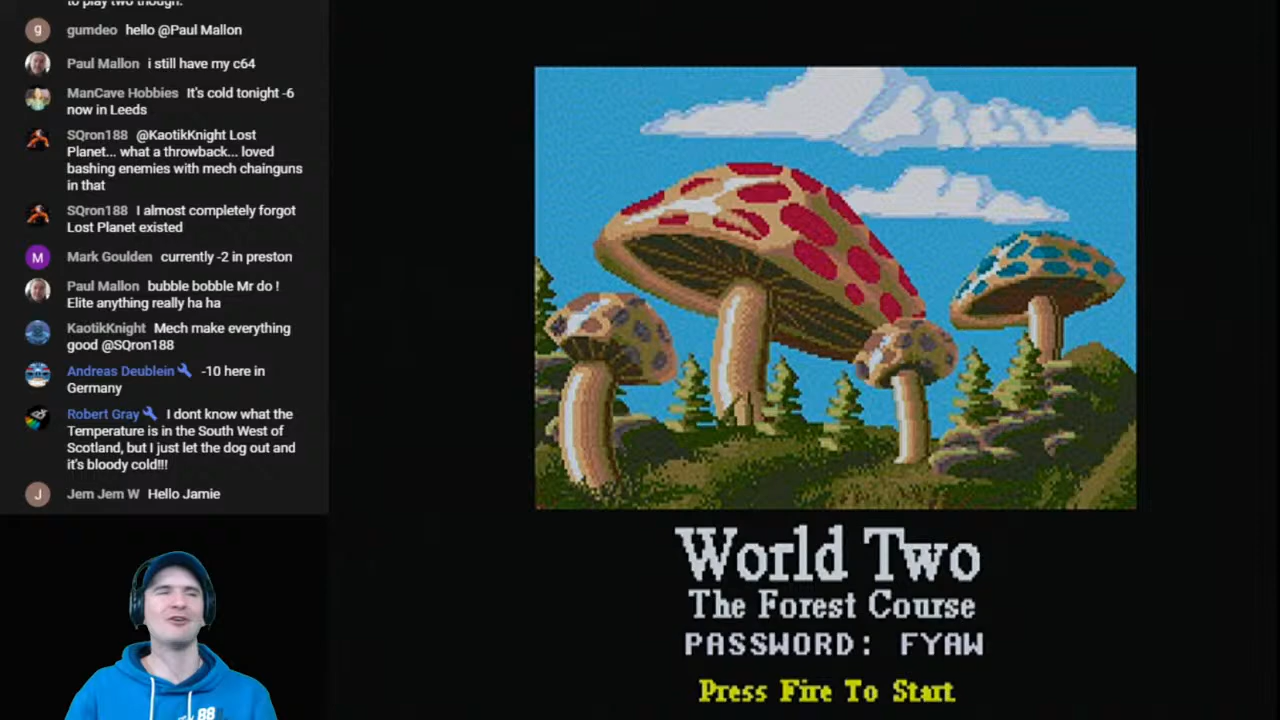 to play two though.
gumdeo hello @Paul Mallon
Paul Mallon i still have my c64
ManCave Hobbies It's cold tonight -6
now in Leeds
SQron188 @KaotikKnight Lost
Planet... what a throwback... loved
bashing enemies with mech chainguns
in that
SQron188 I almost completely forgot
Lost Planet existed
M
Mark Goulden currently -2 in preston
Paul Mallon bubble bobble Mr do !
Elite anything really ha ha
KaotikKnight Mech make everything
good @SQron188
Andreas Deublein -10 here in
Germany
Robert Gray I dont know what the
Temperature is in the South West of
Scotland, but I just let the dog out and
it's bloody cold!!!
J
Jem Jem W Hello Jamie
World Two
The Forest Course
PASSWORD: FYAW
Press Fire To Start
88